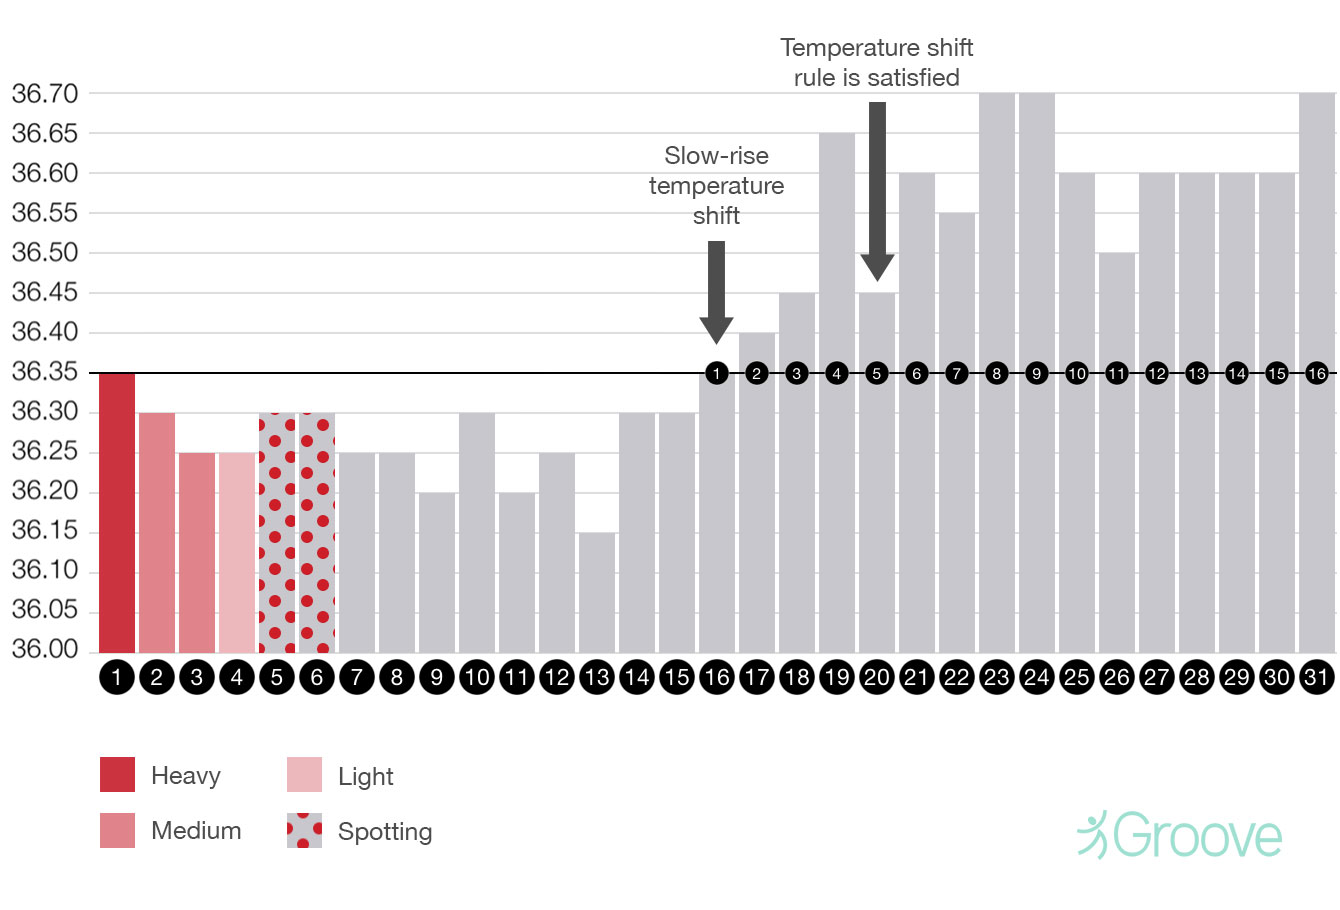 Temperature shift
rule is satisfied
Slow-rise
temperature
shift
36.70
36.65
36.60
36.55
36.50
36.45
36.40
36.35
36.30
36.25
36.20
36.15
36.10
36.05
36.00
1 2 3 4 5 6 7 8 9 10 11 12 13 14 15 16
1 2 3 4 5 6 7 8 9 10 11 12 13 14 15 16 17 18 19 20 21 22 23 24 25 26 27 28 29 30 31
Heavy
Light
Medium
Spotting
Groove